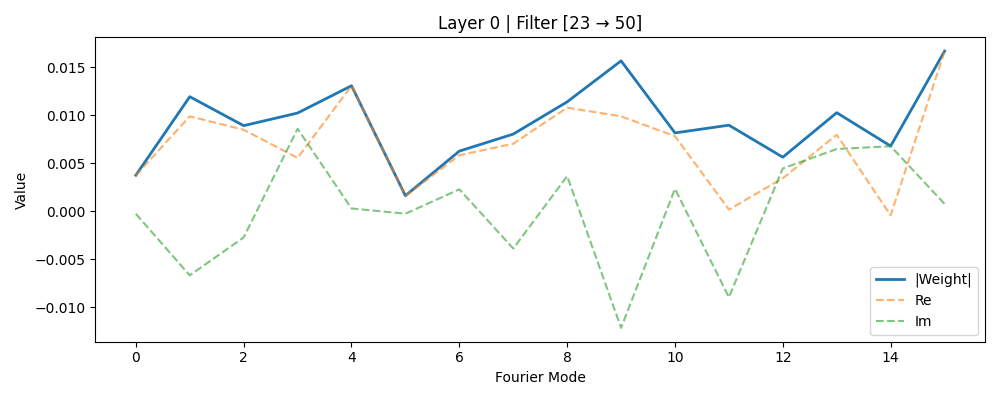 Layer 0 | Filter [23 → 50]
0.015
0.010
0.005
0.000
−0.005
−0.010
Value
|Weight|
Re
Im
0 2 4 6 8 10 12 14
Fourier Mode